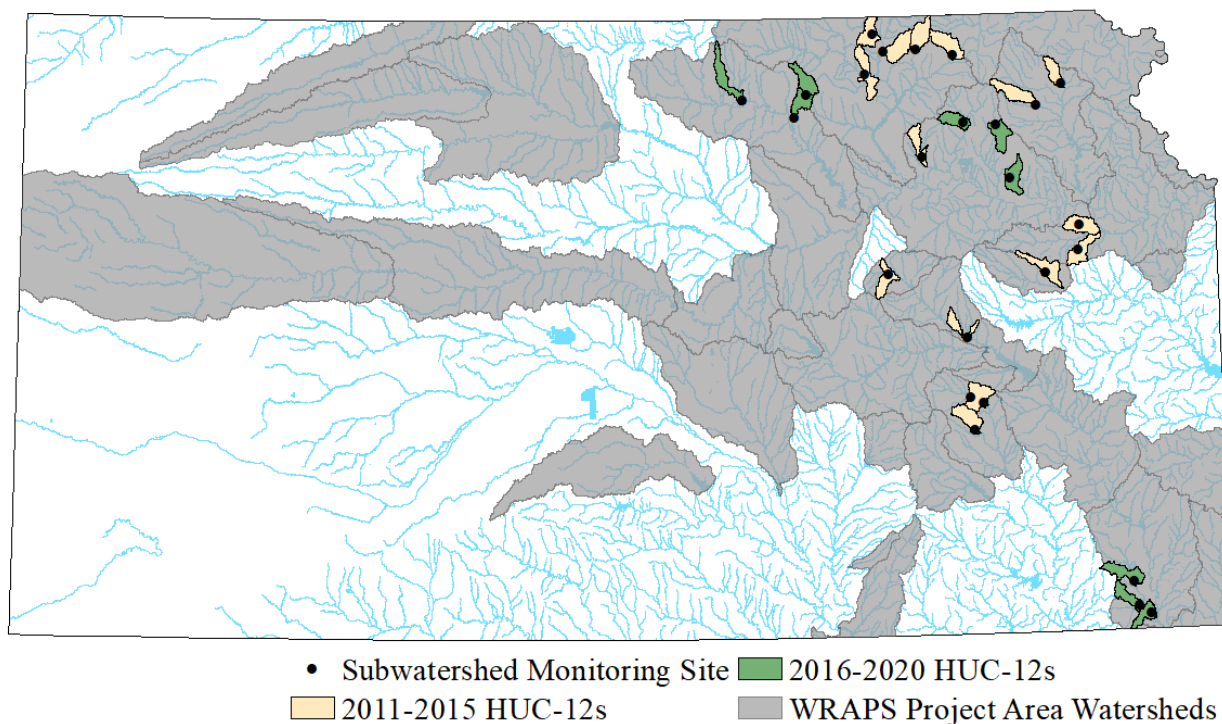 Subwatershed Monitoring Site
2016-2020 HUC-12s
2011-2015 HUC-12s
WRAPS Project Area Watersheds